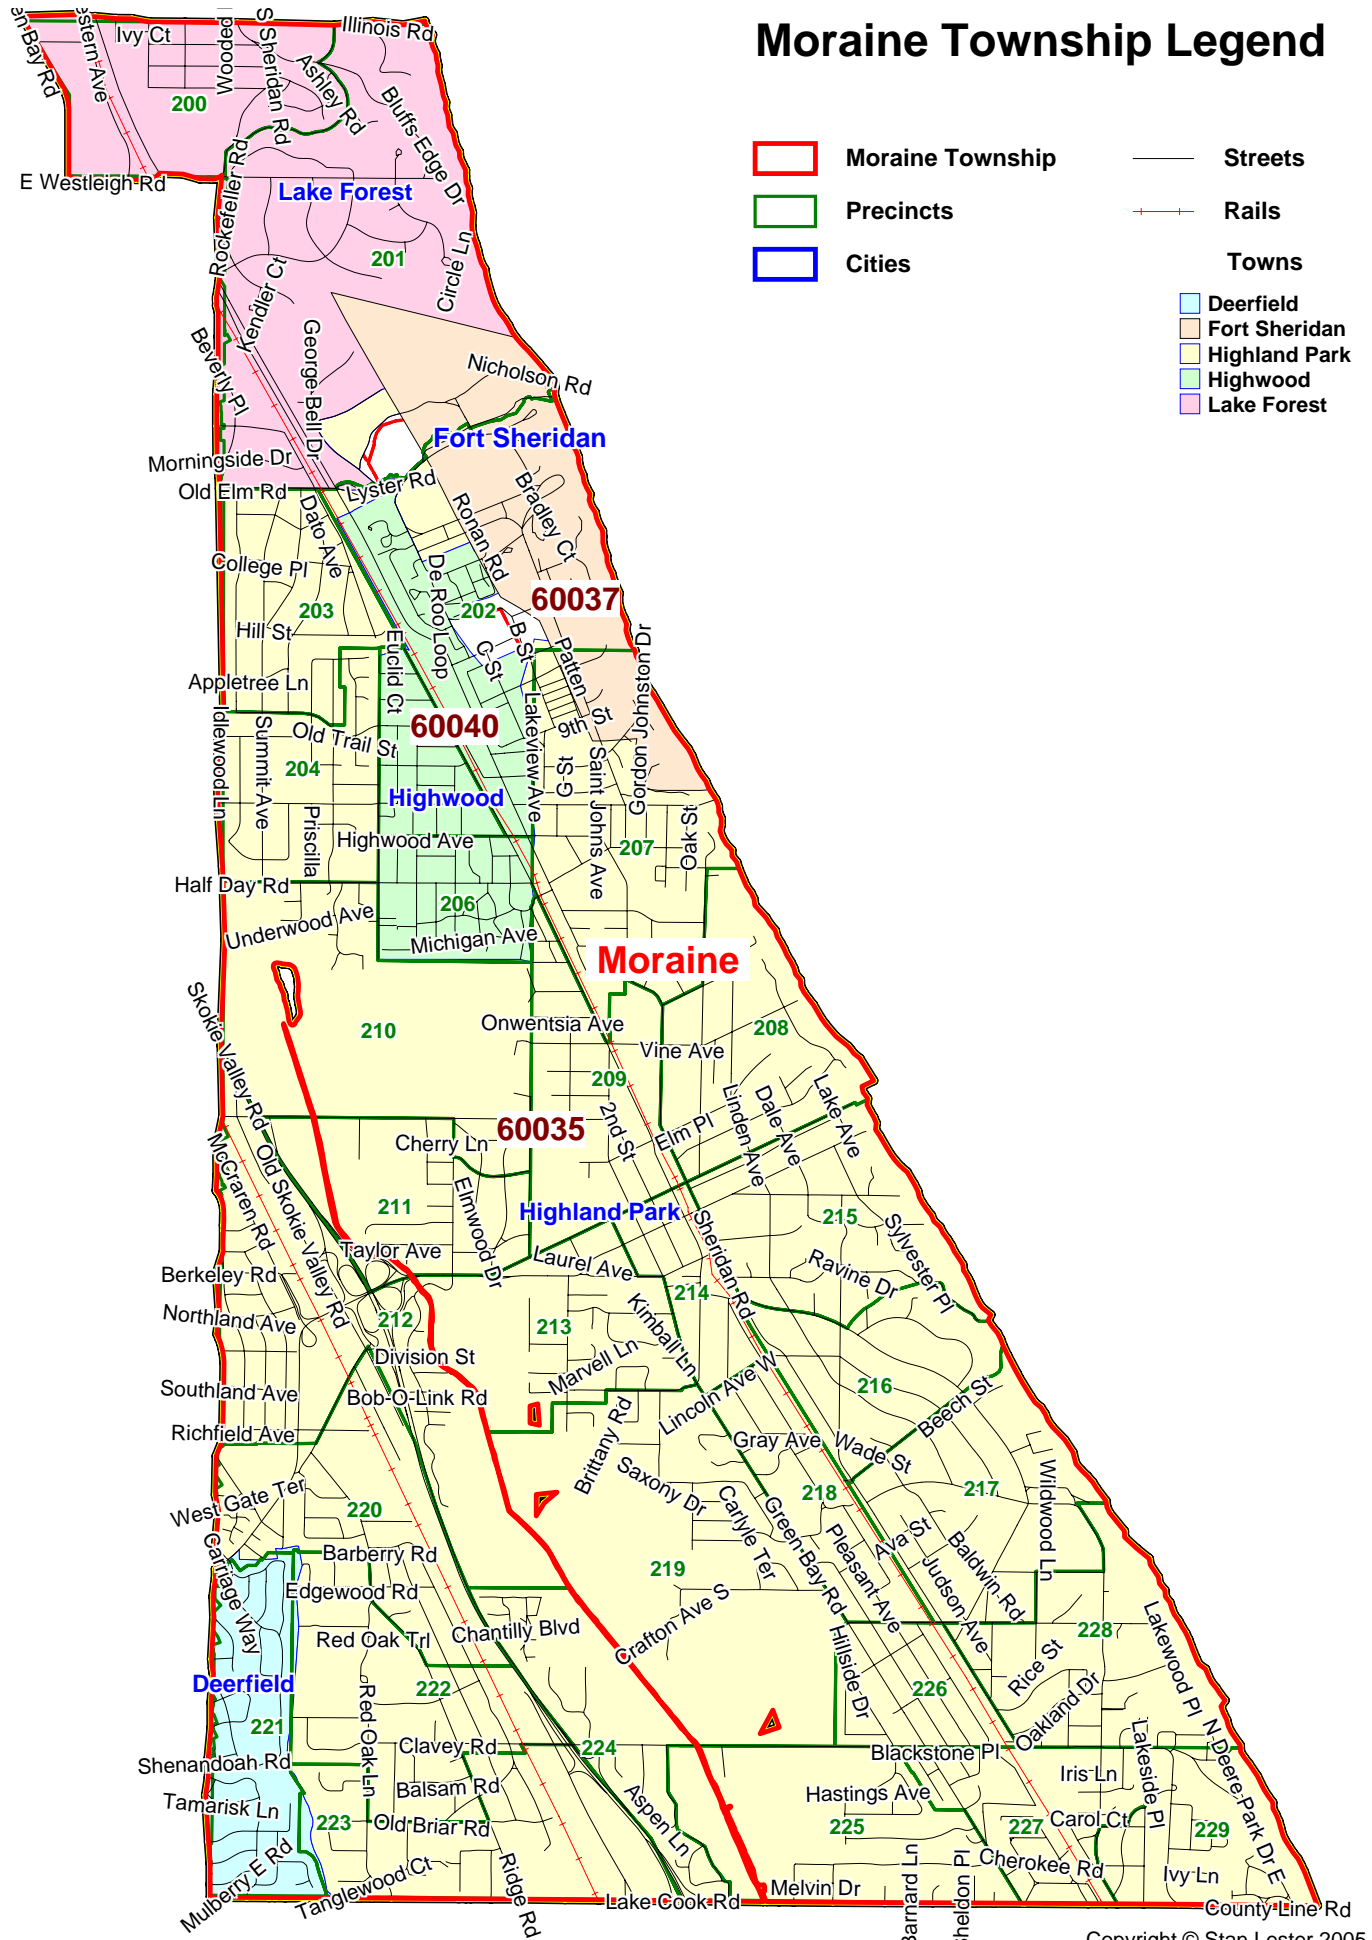 Moraine Township Legend
Moraine Township
Streets
Precincts
Rails
Cities
Towns
Deerfield
Fort Sheridan
Highland Park
Highwood
Lake Forest
Illinois Rd
Ivy Ct
Wooded
S Sheridan Rd
Ashley Rd
Bluffs Edge Dr
200
E Westleigh Rd
Rockefeller Rd
Lake Forest
201
Circle Ln
Kendler Ct
Beverly Pl
George Bell Dr
Nicholson Rd
Fort Sheridan
Morningside Dr
Old Elm Rd
Lyster Rd
Dato Ave
Ronan Rd
Bradley Ct
College Pl
De Roo Loop
203
202
60037
Hill St
Euclid Ct
C St
B St
Patten
Gordon Johnston Dr
Appletree Ln
Idlewood Ln
Summit Ave
Old Trail St
60040
Lakeview Ave
9th St
204
G St
Saint Johns Ave
Highwood
Priscilla
Highwood Ave
207
Oak St
Half Day Rd
206
Underwood Ave
Michigan Ave
Moraine
Skokie Valley Rd
210
Onwentsia Ave
208
Vine Ave
209
Linden Ave
Dale Ave
Lake Ave
2nd St
Elm Pl
60035
Cherry Ln
McCraren Rd
Old Skokie Valley Rd
Elmwood Dr
211
Highland Park
Sheridan Rd
215
Sylvester Pl
Taylor Ave
Laurel Ave
Ravine Dr
Berkeley Rd
214
Northland Ave
212
213
Kimball Ln
Division St
Marvell Ln
Lincoln Ave W
216
Southland Ave
Bob-O-Link Rd
Beech St
Richfield Ave
Brittany Rd
Gray Ave
Wade St
Saxony Dr
Carlyle Ter
Green Bay Rd
218
217
Wildwood Ln
West Gate Ter
220
Pleasant Ave
Ava St
Baldwin Rd
Judson Ave
Carriage Way
Barberry Rd
219
Edgewood Rd
Crafton Ave S
Lakewood Pl
Red Oak Trl
Chantilly Blvd
Hillside Dr
228
Rice St
Deerfield
222
226
Oakland Dr
221
Red Oak Ln
Clavey Rd
224
Blackstone Pl
Lakeside Pl
N Deere Park Dr E
Shenandoah Rd
Iris Ln
Tamarisk Ln
Balsam Rd
Aspen Ln
Hastings Ave
223
Old Briar Rd
225
227
Carol Ct
229
Mulberry E Rd
Tanglewood Ct
Ridge Rd
Cherokee Rd
Ivy Ln
Melvin Dr
Lake Cook Rd
County Line Rd